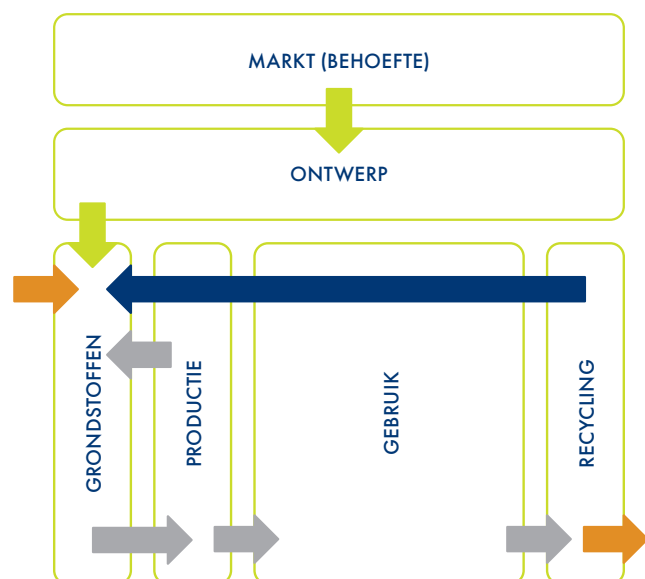 MARKT (BEHOEFTE)
ONTWERP
GRONDSTOFFEN
PRODUCTIE
GEBRUIK
RECYCLING